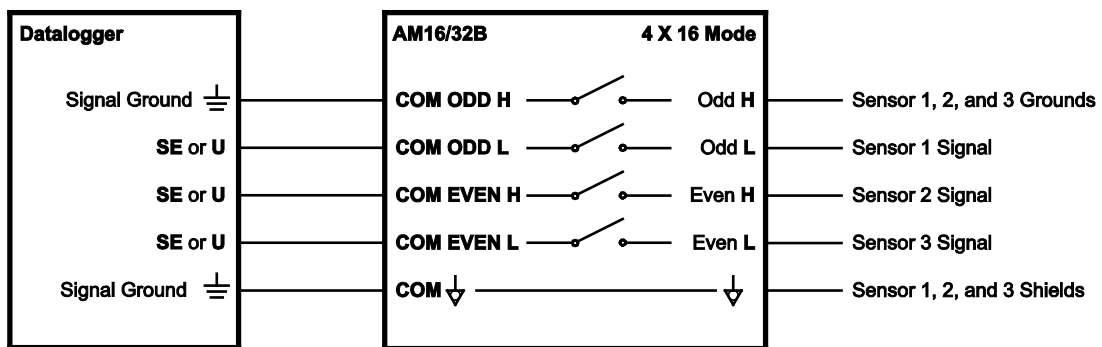 Datalogger AM16/32B 4 X 16 Mode
Signal Ground COM ODD H Odd H Sensor 1, 2, and 3 Grounds
SE or U COM ODD L Odd L Sensor 1 Signal
SE or U COM EVEN H Even H Sensor 2 Signal
SE or U COM EVEN L Even L Sensor 3 Signal
Signal Ground COM Sensor 1, 2, and 3 Shields